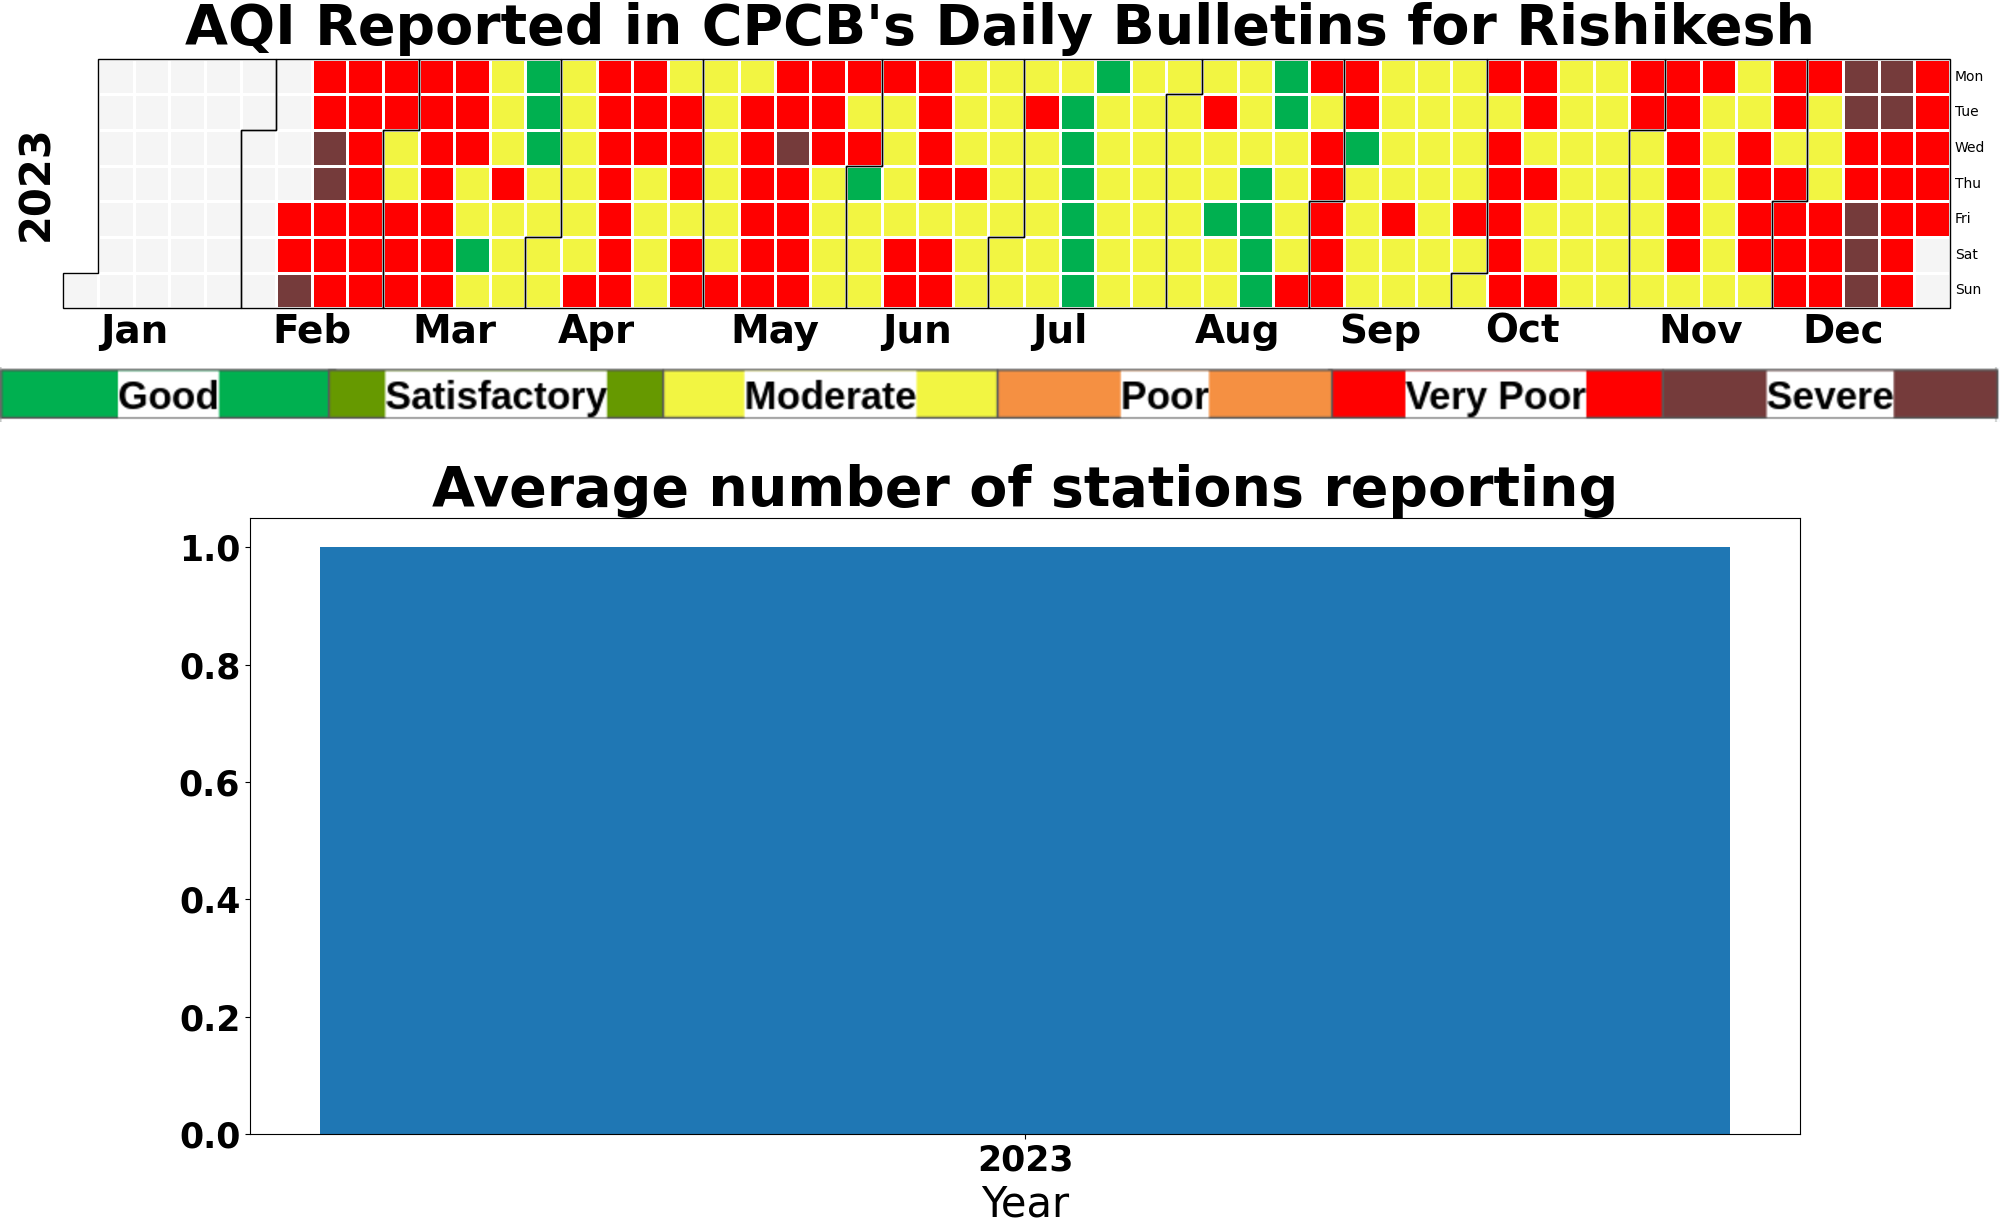 AQI Reported in CPCB's Daily Bulletins for Rishikesh
2023
Mon
Tue
Wed
Thu
Fri
Sat
Sun
Jan Feb Mar Apr May Jun Jul Aug Sep Oct Nov Dec
Good Satisfactory Moderate Poor Very Poor Severe
Average number of stations reporting
1.0
0.8
0.6
0.4
0.2
0.0
2023
Year